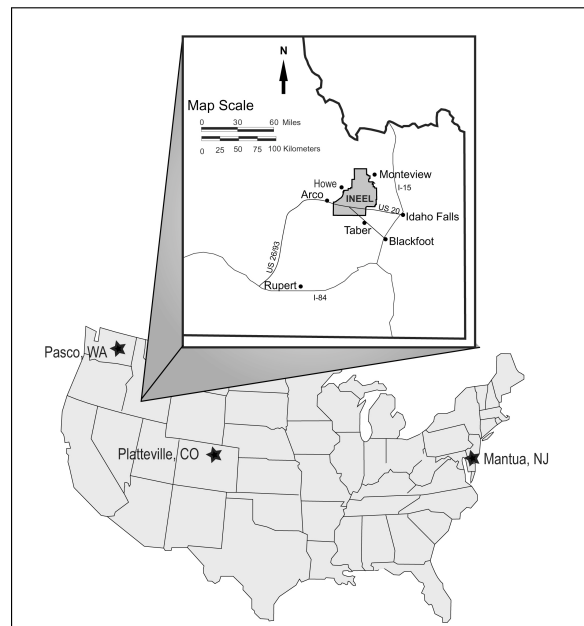 N
Map Scale
0 30 60 Miles
0 25 50 75 100 Kilometers
Monteview
Howe
I-15
Arco
INEEL
US 20
Idaho Falls
Taber
Blackfoot
US 26/93
Rupert
I-84
Pasco, WA
Platteville, CO
Mantua, NJ